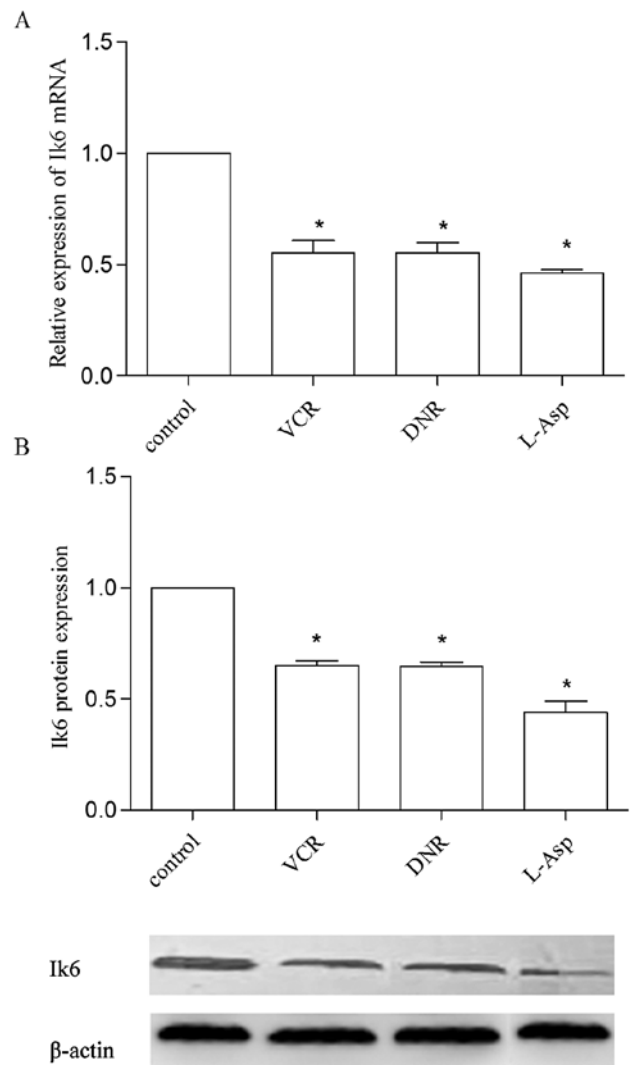 A
Relative expression of Ik6 mRNA
1.5
1.0
0.5
0.0
* * *
control VCR DNR L-Asp
B
Ik6 protein expression
1.5
1.0
0.5
0.0
* * *
control VCR DNR L-Asp
Ik6
β-actin